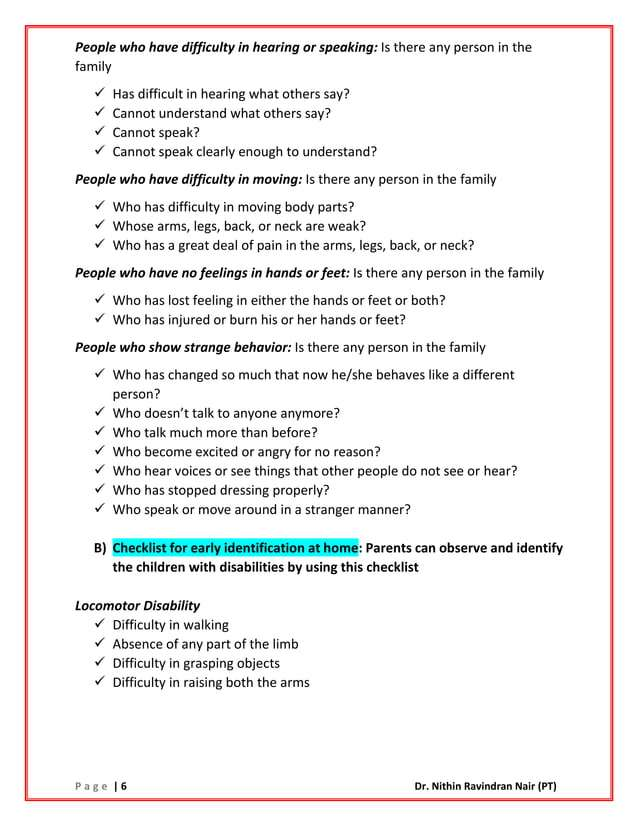 People who have difficulty in hearing or speaking: Is there any person in the
family
✓ Has difficult in hearing what others say?
✓ Cannot understand what others say?
✓ Cannot speak?
✓ Cannot speak clearly enough to understand?
People who have difficulty in moving: Is there any person in the family
✓ Who has difficulty in moving body parts?
✓ Whose arms, legs, back, or neck are weak?
✓ Who has a great deal of pain in the arms, legs, back, or neck?
People who have no feelings in hands or feet: Is there any person in the family
✓ Who has lost feeling in either the hands or feet or both?
✓ Who has injured or burn his or her hands or feet?
People who show strange behavior: Is there any person in the family
✓ Who has changed so much that now he/she behaves like a different
person?
✓ Who doesn't talk to anyone anymore?
✓ Who talk much more than before?
✓ Who become excited or angry for no reason?
✓ Who hear voices or see things that other people do not see or hear?
✓ Who has stopped dressing properly?
✓ Who speak or move around in a stranger manner?
B) Checklist for early identification at home: Parents can observe and identify
the children with disabilities by using this checklist
Locomotor Disability
✓ Difficulty in walking
✓ Absence of any part of the limb
✓ Difficulty in grasping objects
✓ Difficulty in raising both the arms
Page | 6 Dr. Nithin Ravindran Nair (PT)